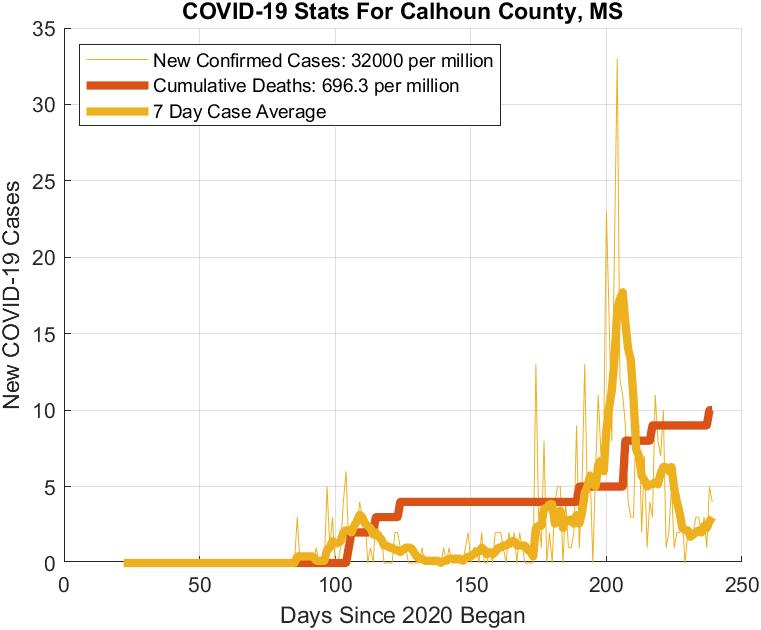 COVID-19 Stats For Calhoun County, MS
New Confirmed Cases: 32000 per million
Cumulative Deaths: 696.3 per million
7 Day Case Average
New COVID-19 Cases
35
30
25
20
15
10
5
0
0 50 100 150 200 250
Days Since 2020 Began